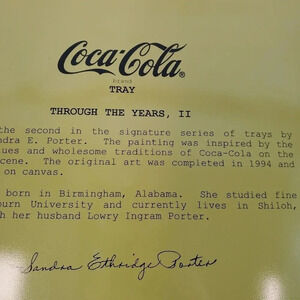 Coca-Cola®
brand
TRAY
THROUGH THE YEARS, II
the second in the signature series of trays by
ndra E. Porter. The painting was inspired by the
ues and wholesome traditions of Coca-Cola on the
cene. The original art was completed in 1994 and
on canvas.
born in Birmingham, Alabama. She studied fine
ourn University and currently lives in Shiloh,
h her husband Lowry Ingram Porter.
Sandra Ethridge Porter